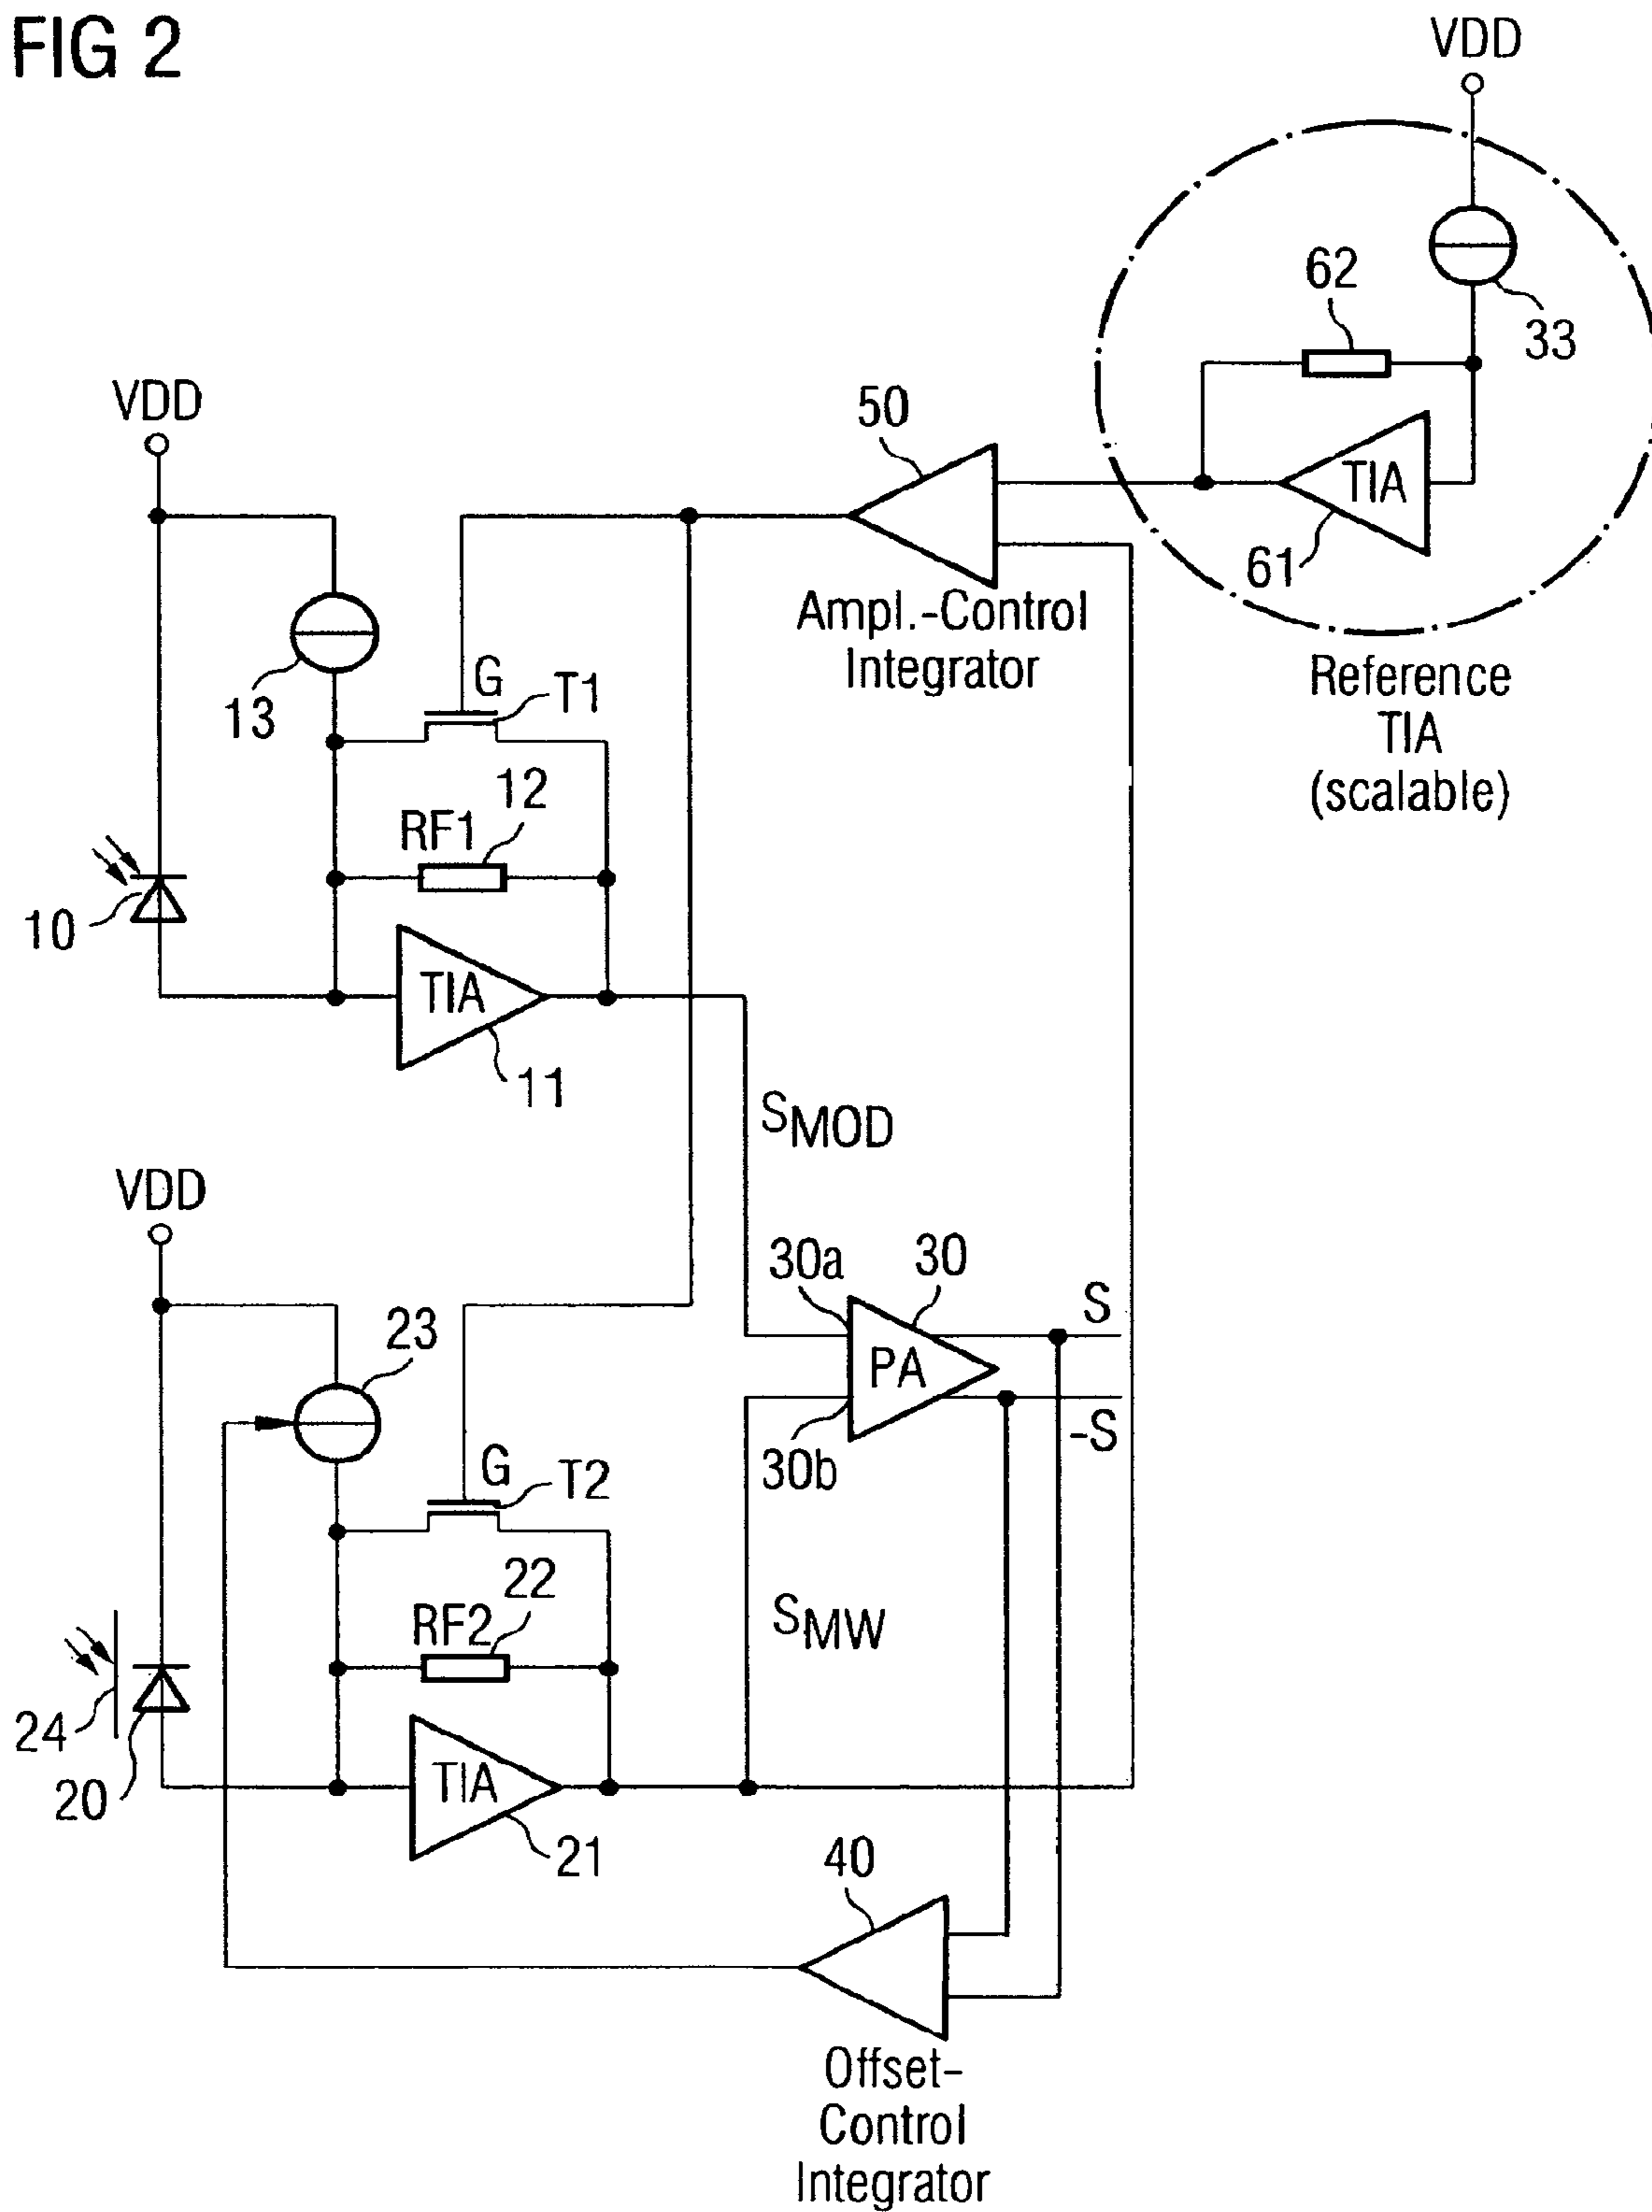 FIG 2
VDD
62
33
VDD
50
TIA
61
Ampl.-Control
Integrator
Reference
TIA
(scalable)
13
G
T1
12
RF1
10
TIA
11
SMOD
VDD
30a
30
S
23
PA
-S
30b
G
T2
22
RF2
SMW
24
20
TIA
21
40
Offset-
Control
Integrator